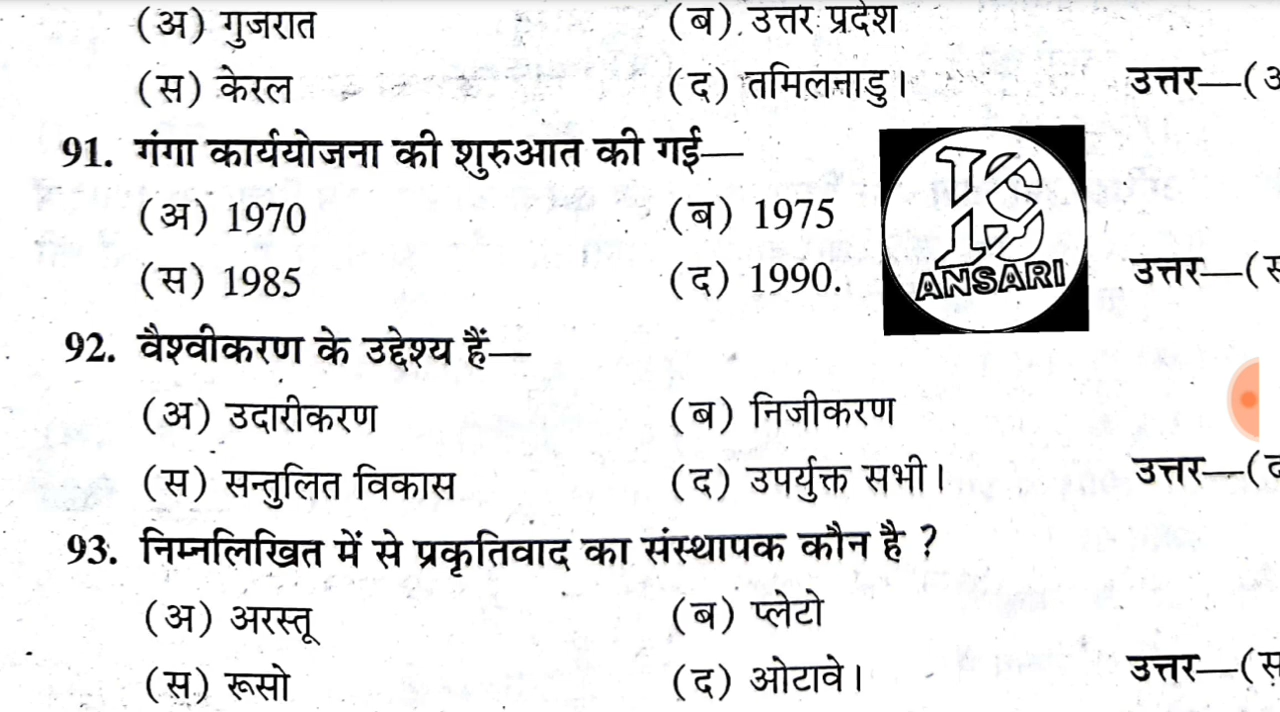 (अ) गुजरात (ब) उत्तर प्रदेश
(स) केरल (द) तमिलनाडु। उत्तर—(अ
91. गंगा कार्ययोजना की शुरुआत की गई—
(अ) 1970 (ब) 1975
(स) 1985 (द) 1990. उत्तर—(स
KS
ANSARI
92. वैश्वीकरण के उद्देश्य हैं—
(अ) उदारीकरण (ब) निजीकरण
(स) सन्तुलित विकास (द) उपर्युक्त सभी। उत्तर—(द
93. निम्नलिखित में से प्रकृतिवाद का संस्थापक कौन है ?
(अ) अरस्तू (ब) प्लेटो
(स) रूसो (द) ओटावे। उत्तर—(स